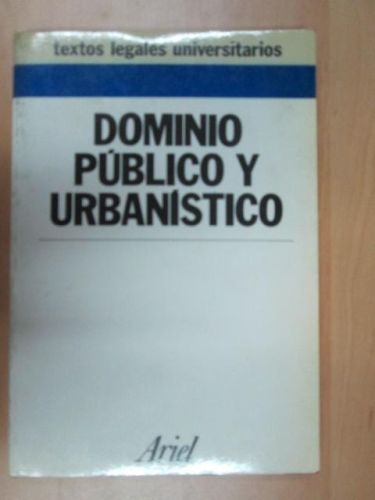 textos legales universitarios
DOMINIO
PÚBLICO Y
URBANÍSTICO
Ariel